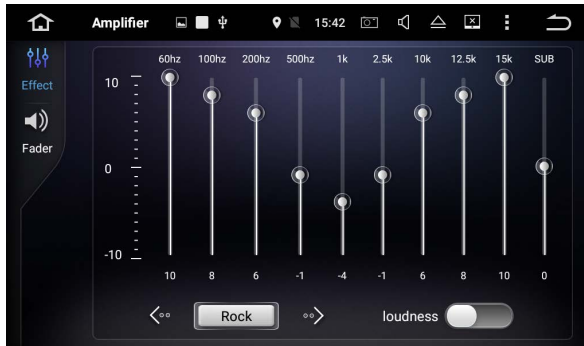 Amplifier 15:42
60hz 100hz 200hz 500hz 1k 2.5k 10k 12.5k 15k SUB
Effect
Fader
10
0
-10
10 8 6 -1 -4 -1 6 8 10 0
Rock loudness